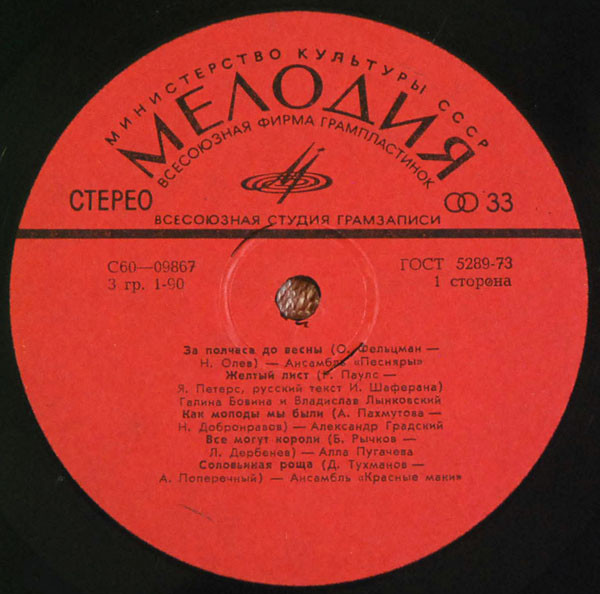 МИНИСТЕРСТВО КУЛЬТУРЫ СССР
МЕЛОДИЯ
ВСЕСОЮЗНАЯ ФИРМА ГРАМПЛАСТИНОК
СТЕРЕО
33
ВСЕСОЮЗНАЯ СТУДИЯ ГРАМЗАПИСИ
С60—09867
ГОСТ 5289-73
3 гр. 1-90
1 сторона
За полчаса до весны (О. Фельцман —
Н. Олев) — Ансамбль «Песняры»
Желтый лист (Р. Паулс —
Я. Петерс, русский текст И. Шаферана)
Галина Бовина и Владислав Лынковский
Как молоды мы были (А. Пахмутова —
Н. Добронравов) — Александр Градский
Все могут короли (Б. Рычков —
Л. Дербенев) — Алла Пугачева
Соловьиная роща (Д. Тухманов —
А. Поперечный) — Ансамбль «Красные маки»